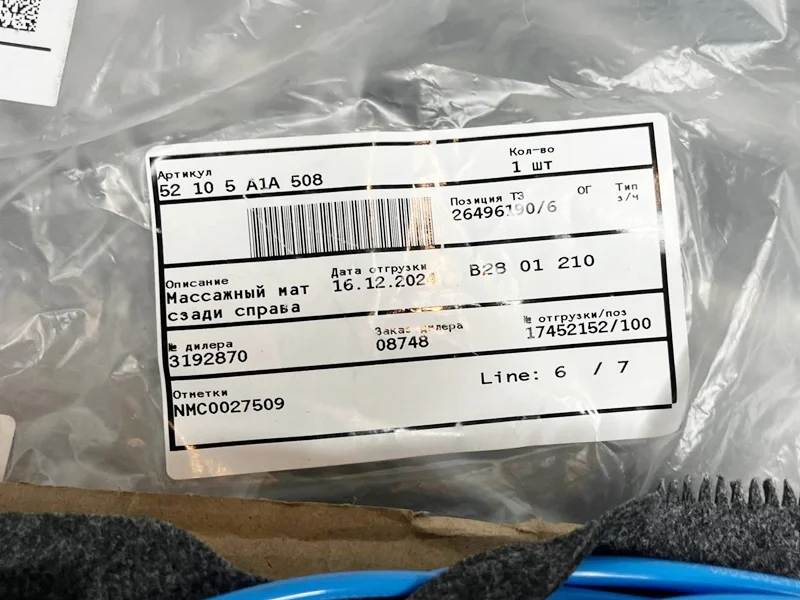 Артикул
52 10 5 A1A 508
Кол-во
1 шт
Позиция ТЗ
26496190/6
ОГ
Тип
з/ч
Описание
Массажный мат
сзади справа
Дата отгрузки
16.12.2024
B28 01 210
№ дилера
3192870
Заказ дилера
08748
№ отгрузки/поз
17452152/100
Отметки
NMC0027509
Line: 6 / 7